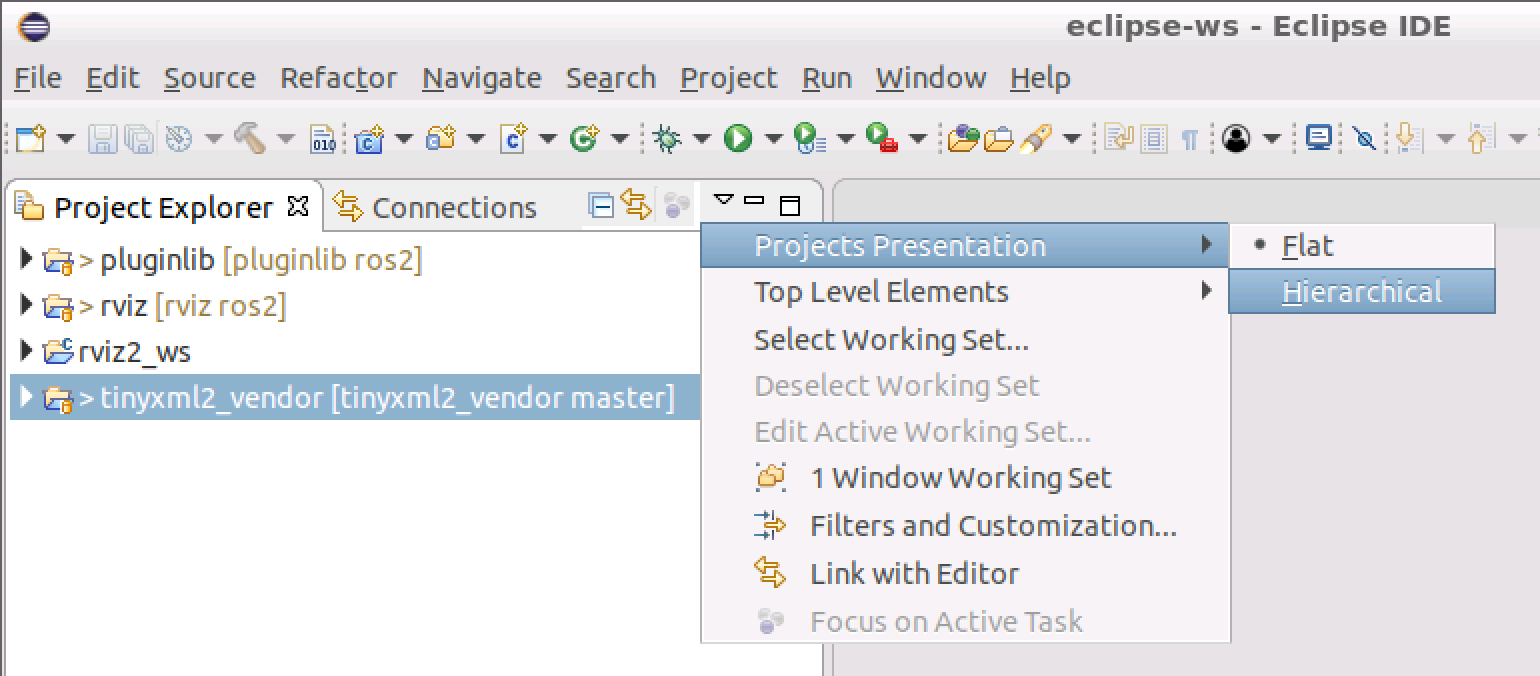 eclipse-ws - Eclipse IDE
File Edit Source Refactor Navigate Search Project Run Window Help
010 C C C
Project Explorer Connections
> pluginlib [pluginlib ros2]
> rviz [rviz ros2]
rviz2_ws
> tinyxml2_vendor [tinyxml2_vendor master]
Projects Presentation
Top Level Elements
Select Working Set...
Deselect Working Set
Edit Active Working Set...
1 Window Working Set
Filters and Customization...
Link with Editor
Focus on Active Task
Flat
Hierarchical